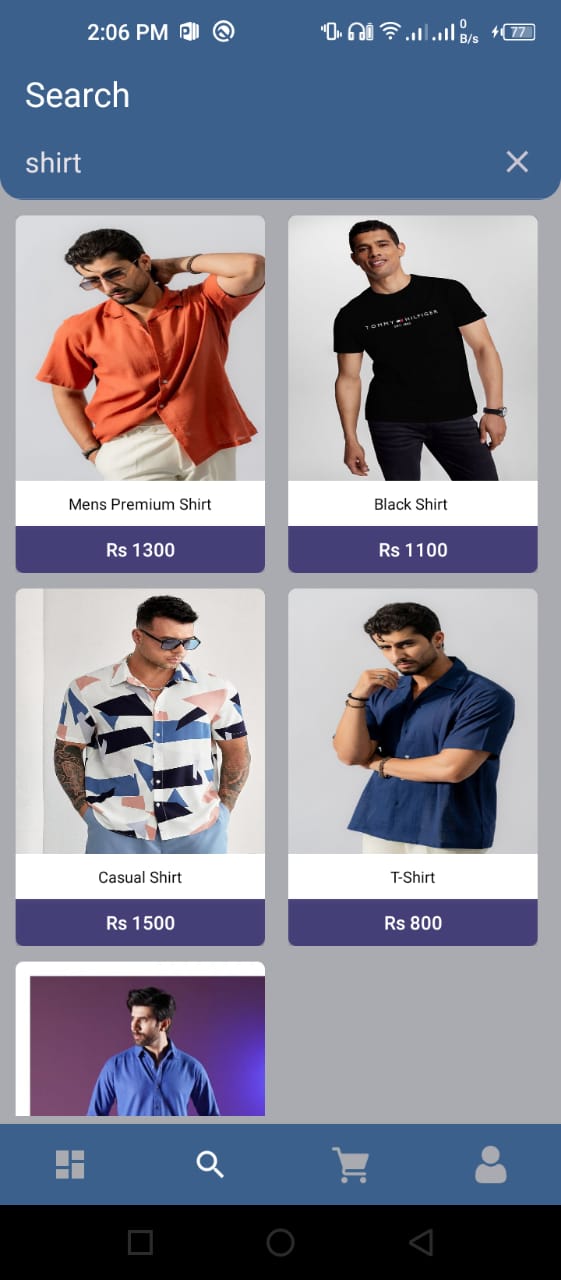 2:06 PM
0
B/s
77
Search
shirt
TOMMY HILFIGER
Mens Premium Shirt
Black Shirt
Rs 1300
Rs 1100
Casual Shirt
T-Shirt
Rs 1500
Rs 800